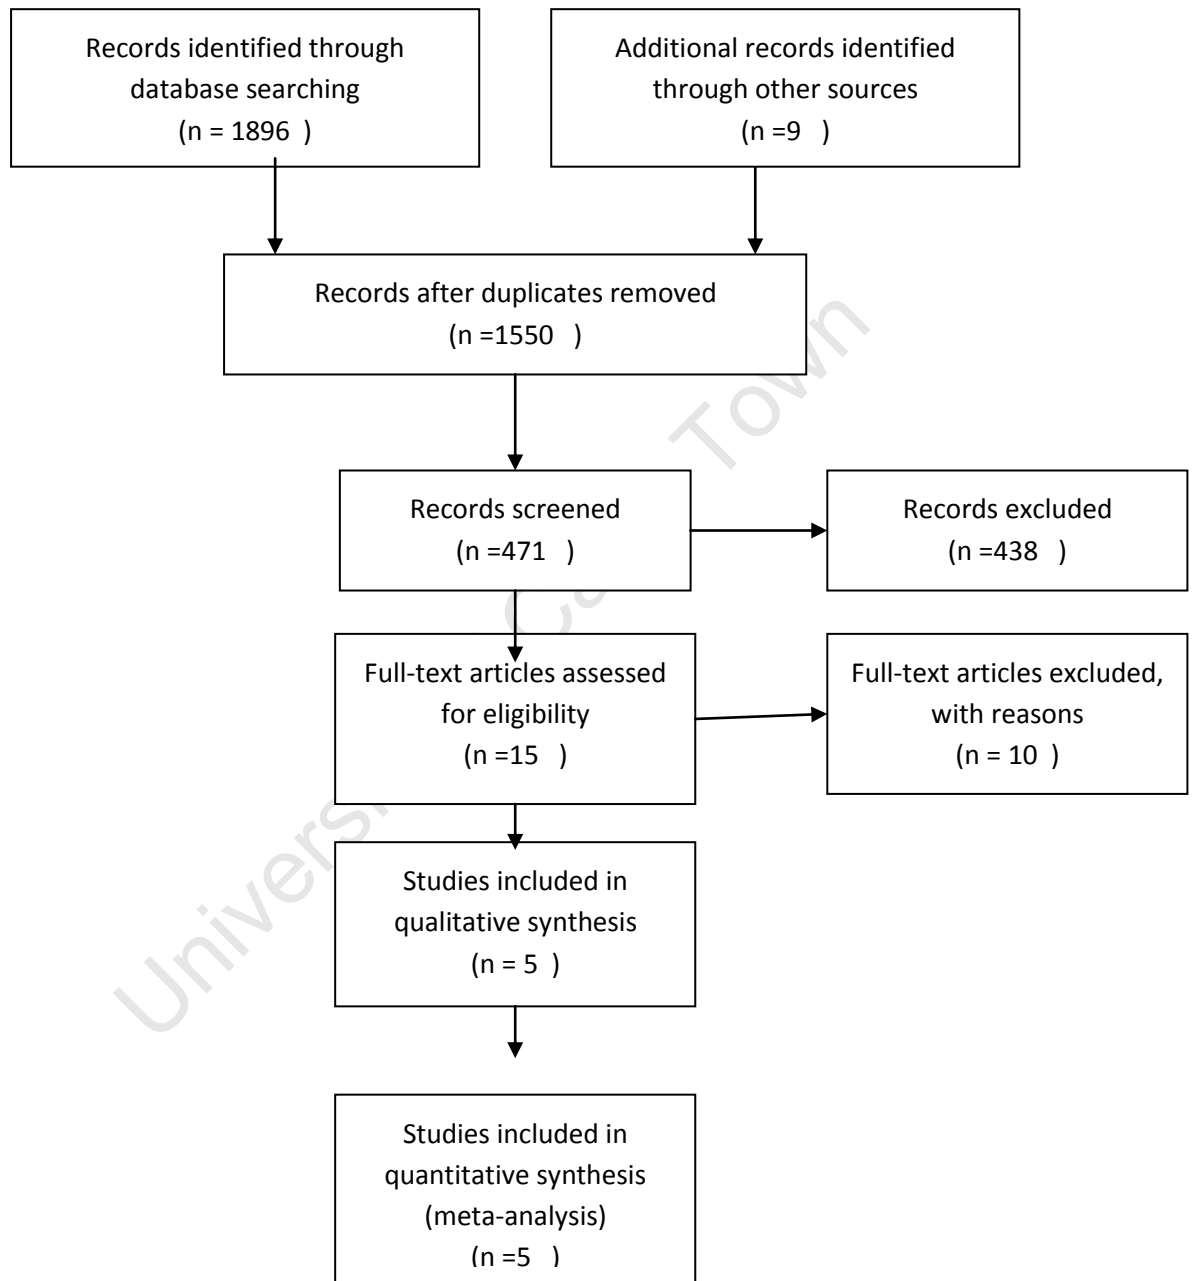 Records identified through
database searching
(n = 1896 )
Additional records identified
through other sources
(n =9 )
Records after duplicates removed
(n =1550 )
Records screened
(n =471 )
Records excluded
(n =438 )
Full-text articles assessed
for eligibility
(n =15 )
Full-text articles excluded,
with reasons
(n = 10 )
Studies included in
qualitative synthesis
(n = 5 )
Studies included in
quantitative synthesis
(meta-analysis)
(n =5 )
Town